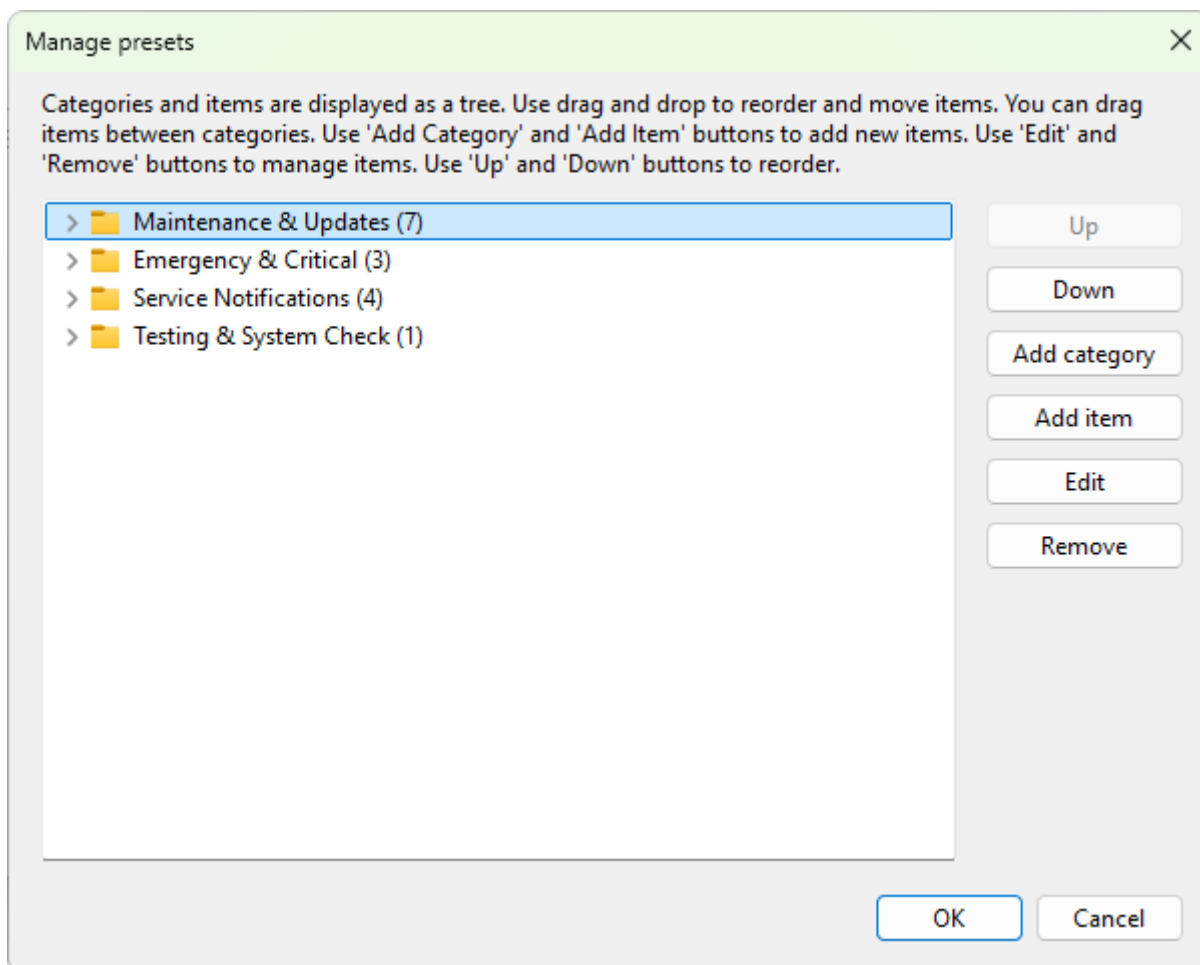 Manage presets
Categories and items are displayed as a tree. Use drag and drop to reorder and move items. You can drag
items between categories. Use 'Add Category' and 'Add Item' buttons to add new items. Use 'Edit' and
'Remove' buttons to manage items. Use 'Up' and 'Down' buttons to reorder.
Maintenance & Updates (7)
Emergency & Critical (3)
Service Notifications (4)
Testing & System Check (1)
Up
Down
Add category
Add item
Edit
Remove
OK
Cancel